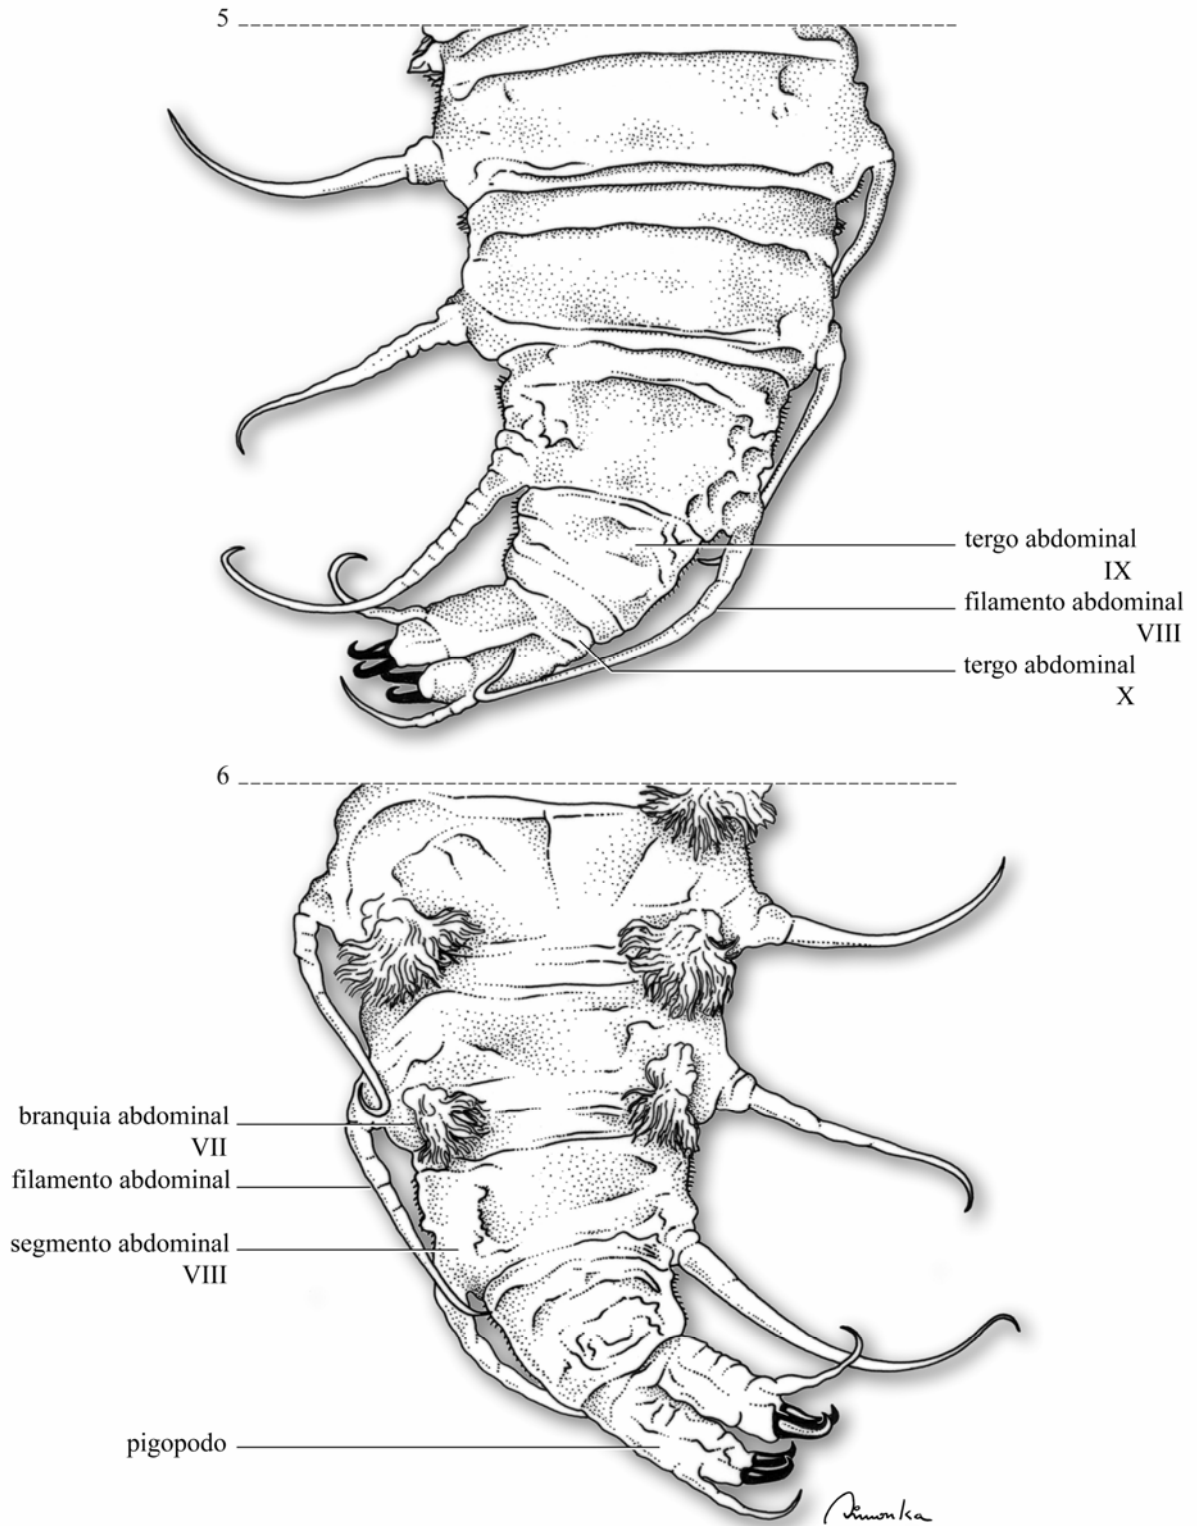 5
tergo abdominal
IX
filamento abdominal
VIII
tergo abdominal
X
6
branquia abdominal
VII
filamento abdominal
segmento abdominal
VIII
pigopodo
Simonka